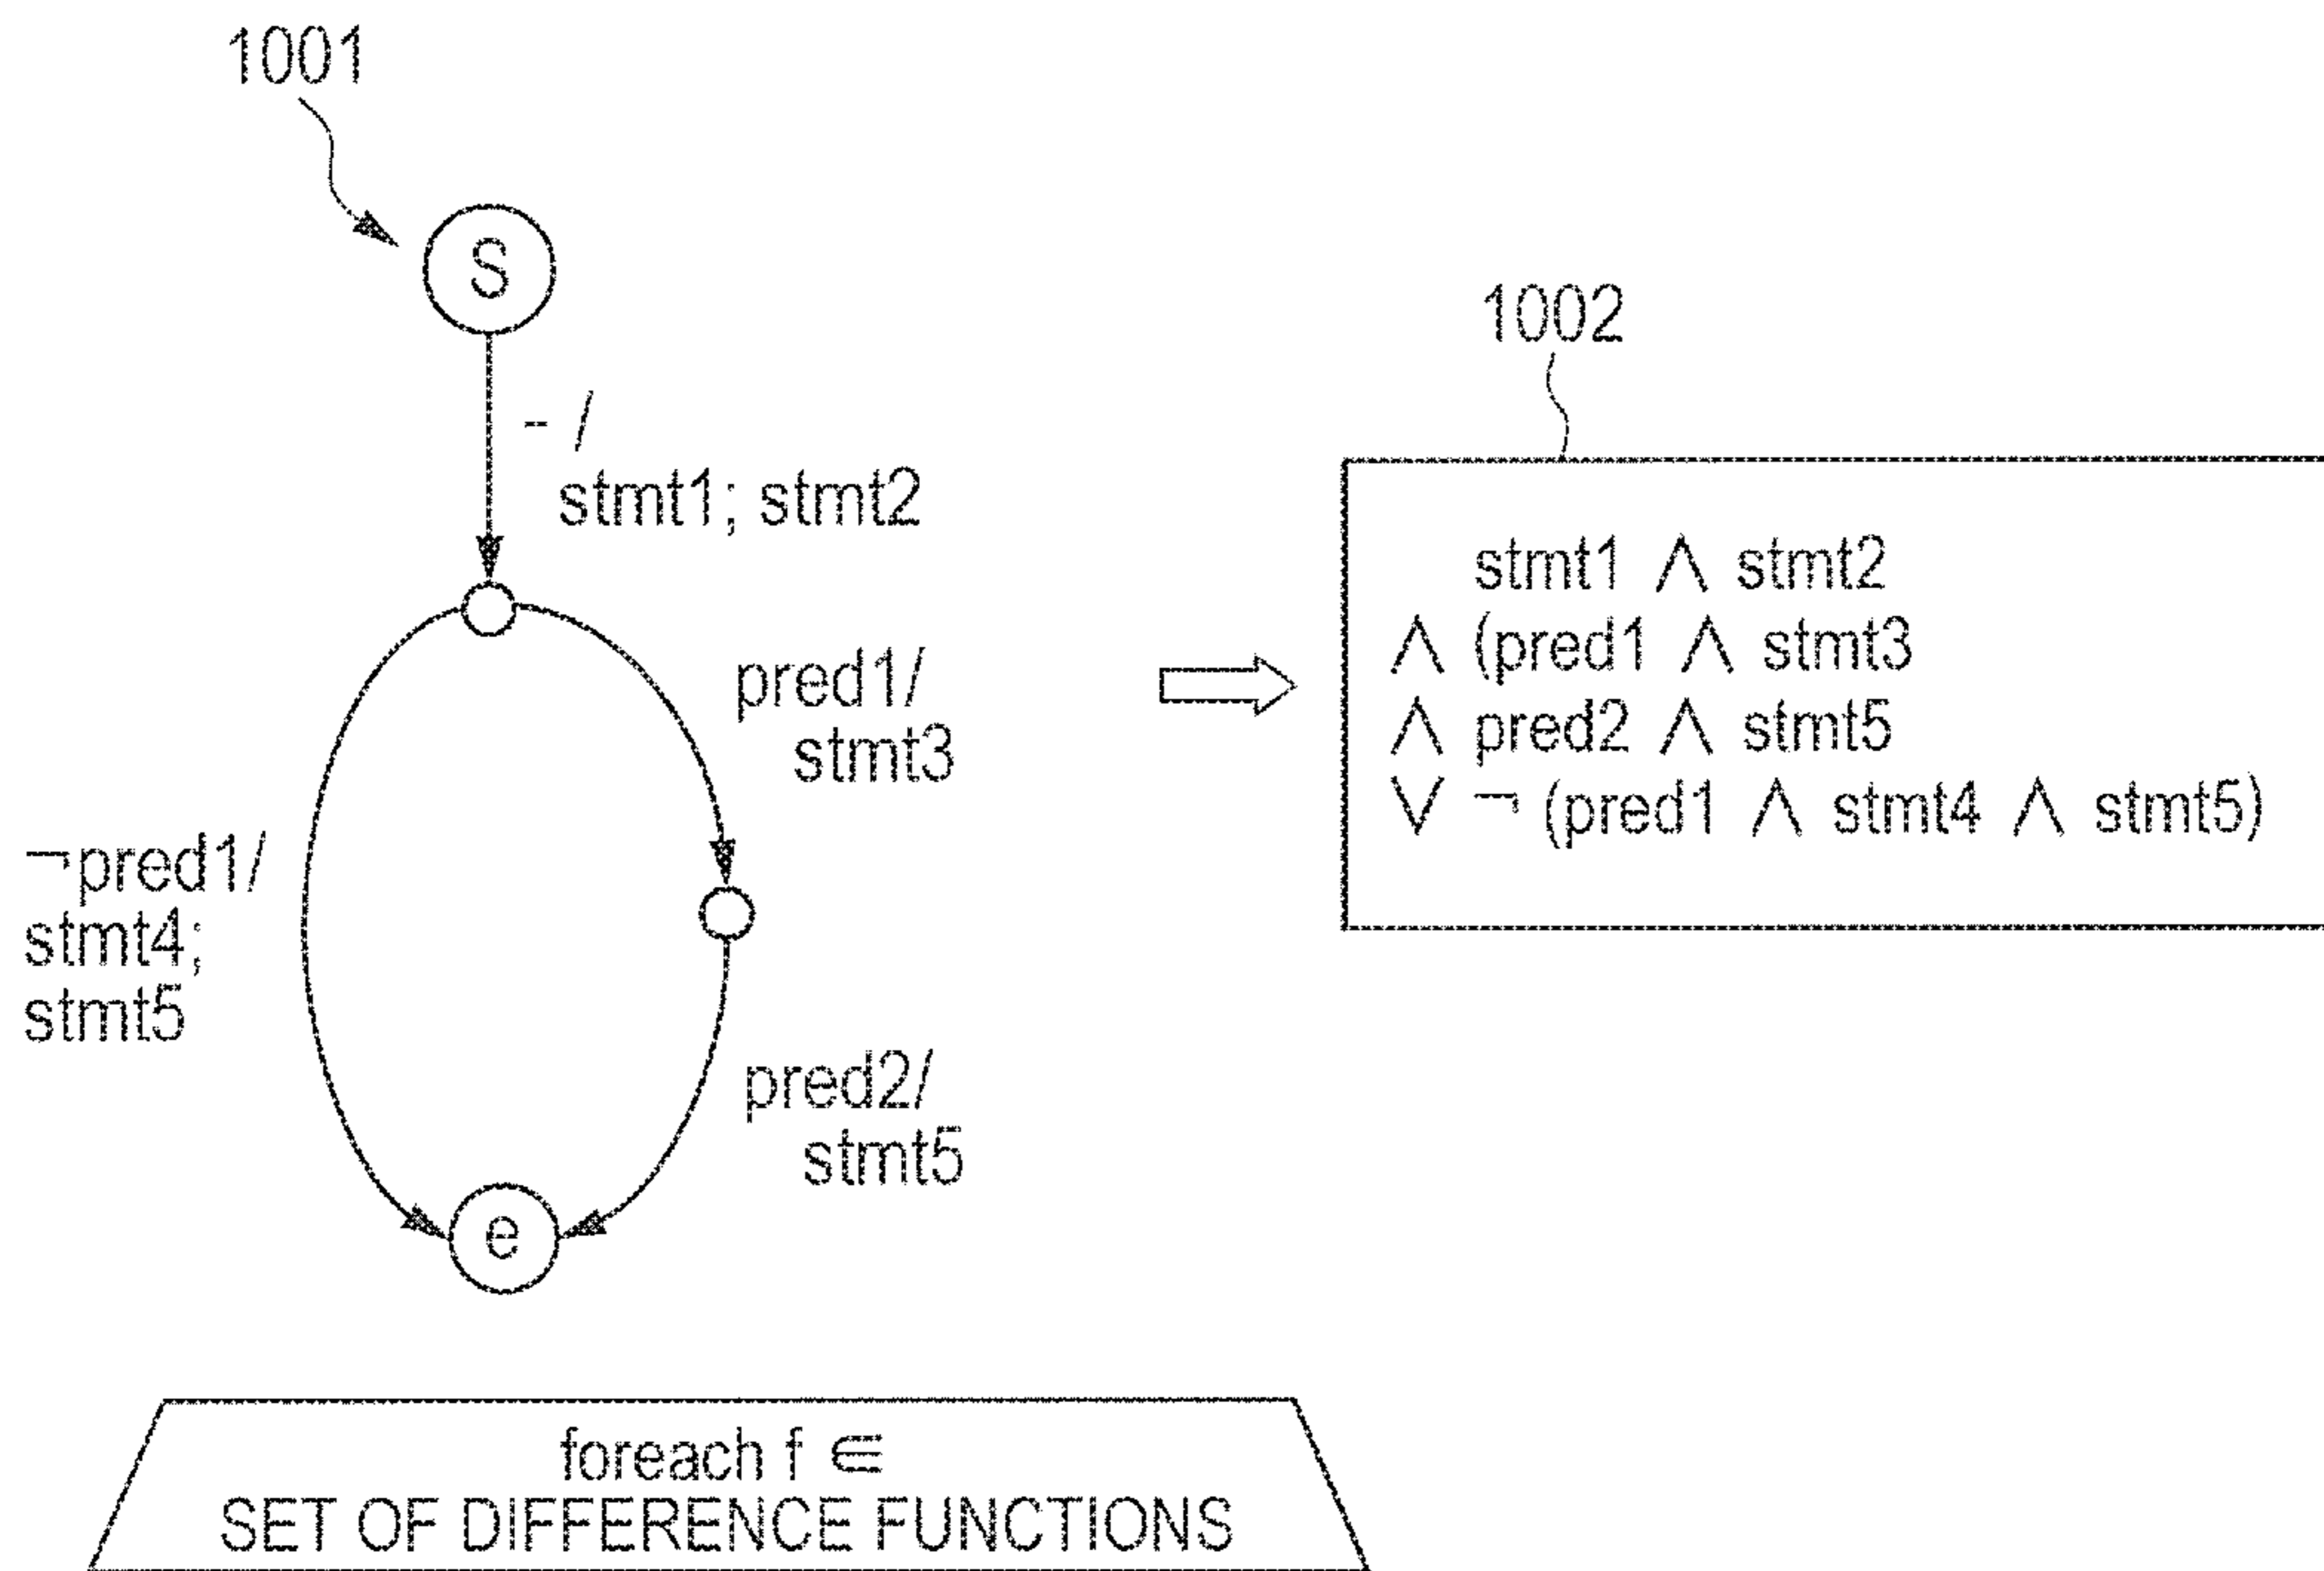 1001
S
- /
stmt1; stmt2
pred1/
stmt3
¬pred1/
stmt4;
stmt5
pred2/
stmt5
e
1002
stmt1 ∧ stmt2
∧ (pred1 ∧ stmt3
∧ pred2 ∧ stmt5
∨ ¬ (pred1 ∧ stmt4 ∧ stmt5)
foreach f ∈
SET OF DIFFERENCE FUNCTIONS